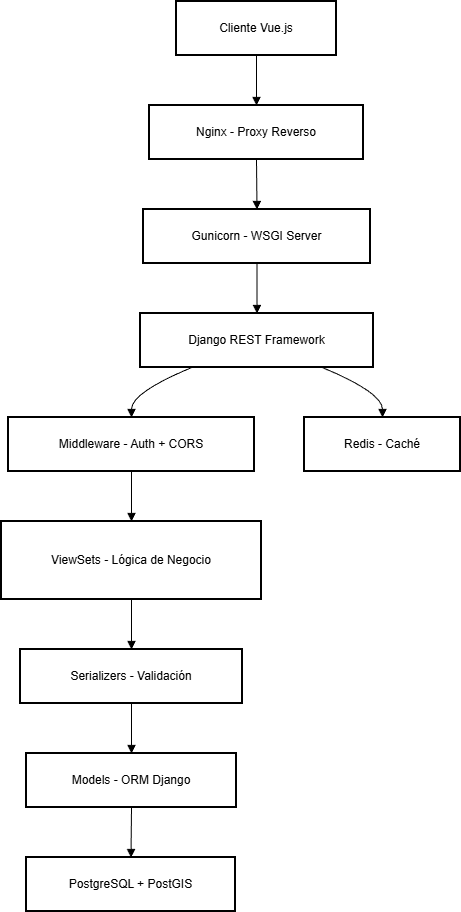 Cliente Vue.js
Nginx - Proxy Reverso
Gunicorn - WSGI Server
Django REST Framework
Middleware - Auth + CORS
Redis - Caché
ViewSets - Lógica de Negocio
Serializers - Validación
Models - ORM Django
PostgreSQL + PostGIS